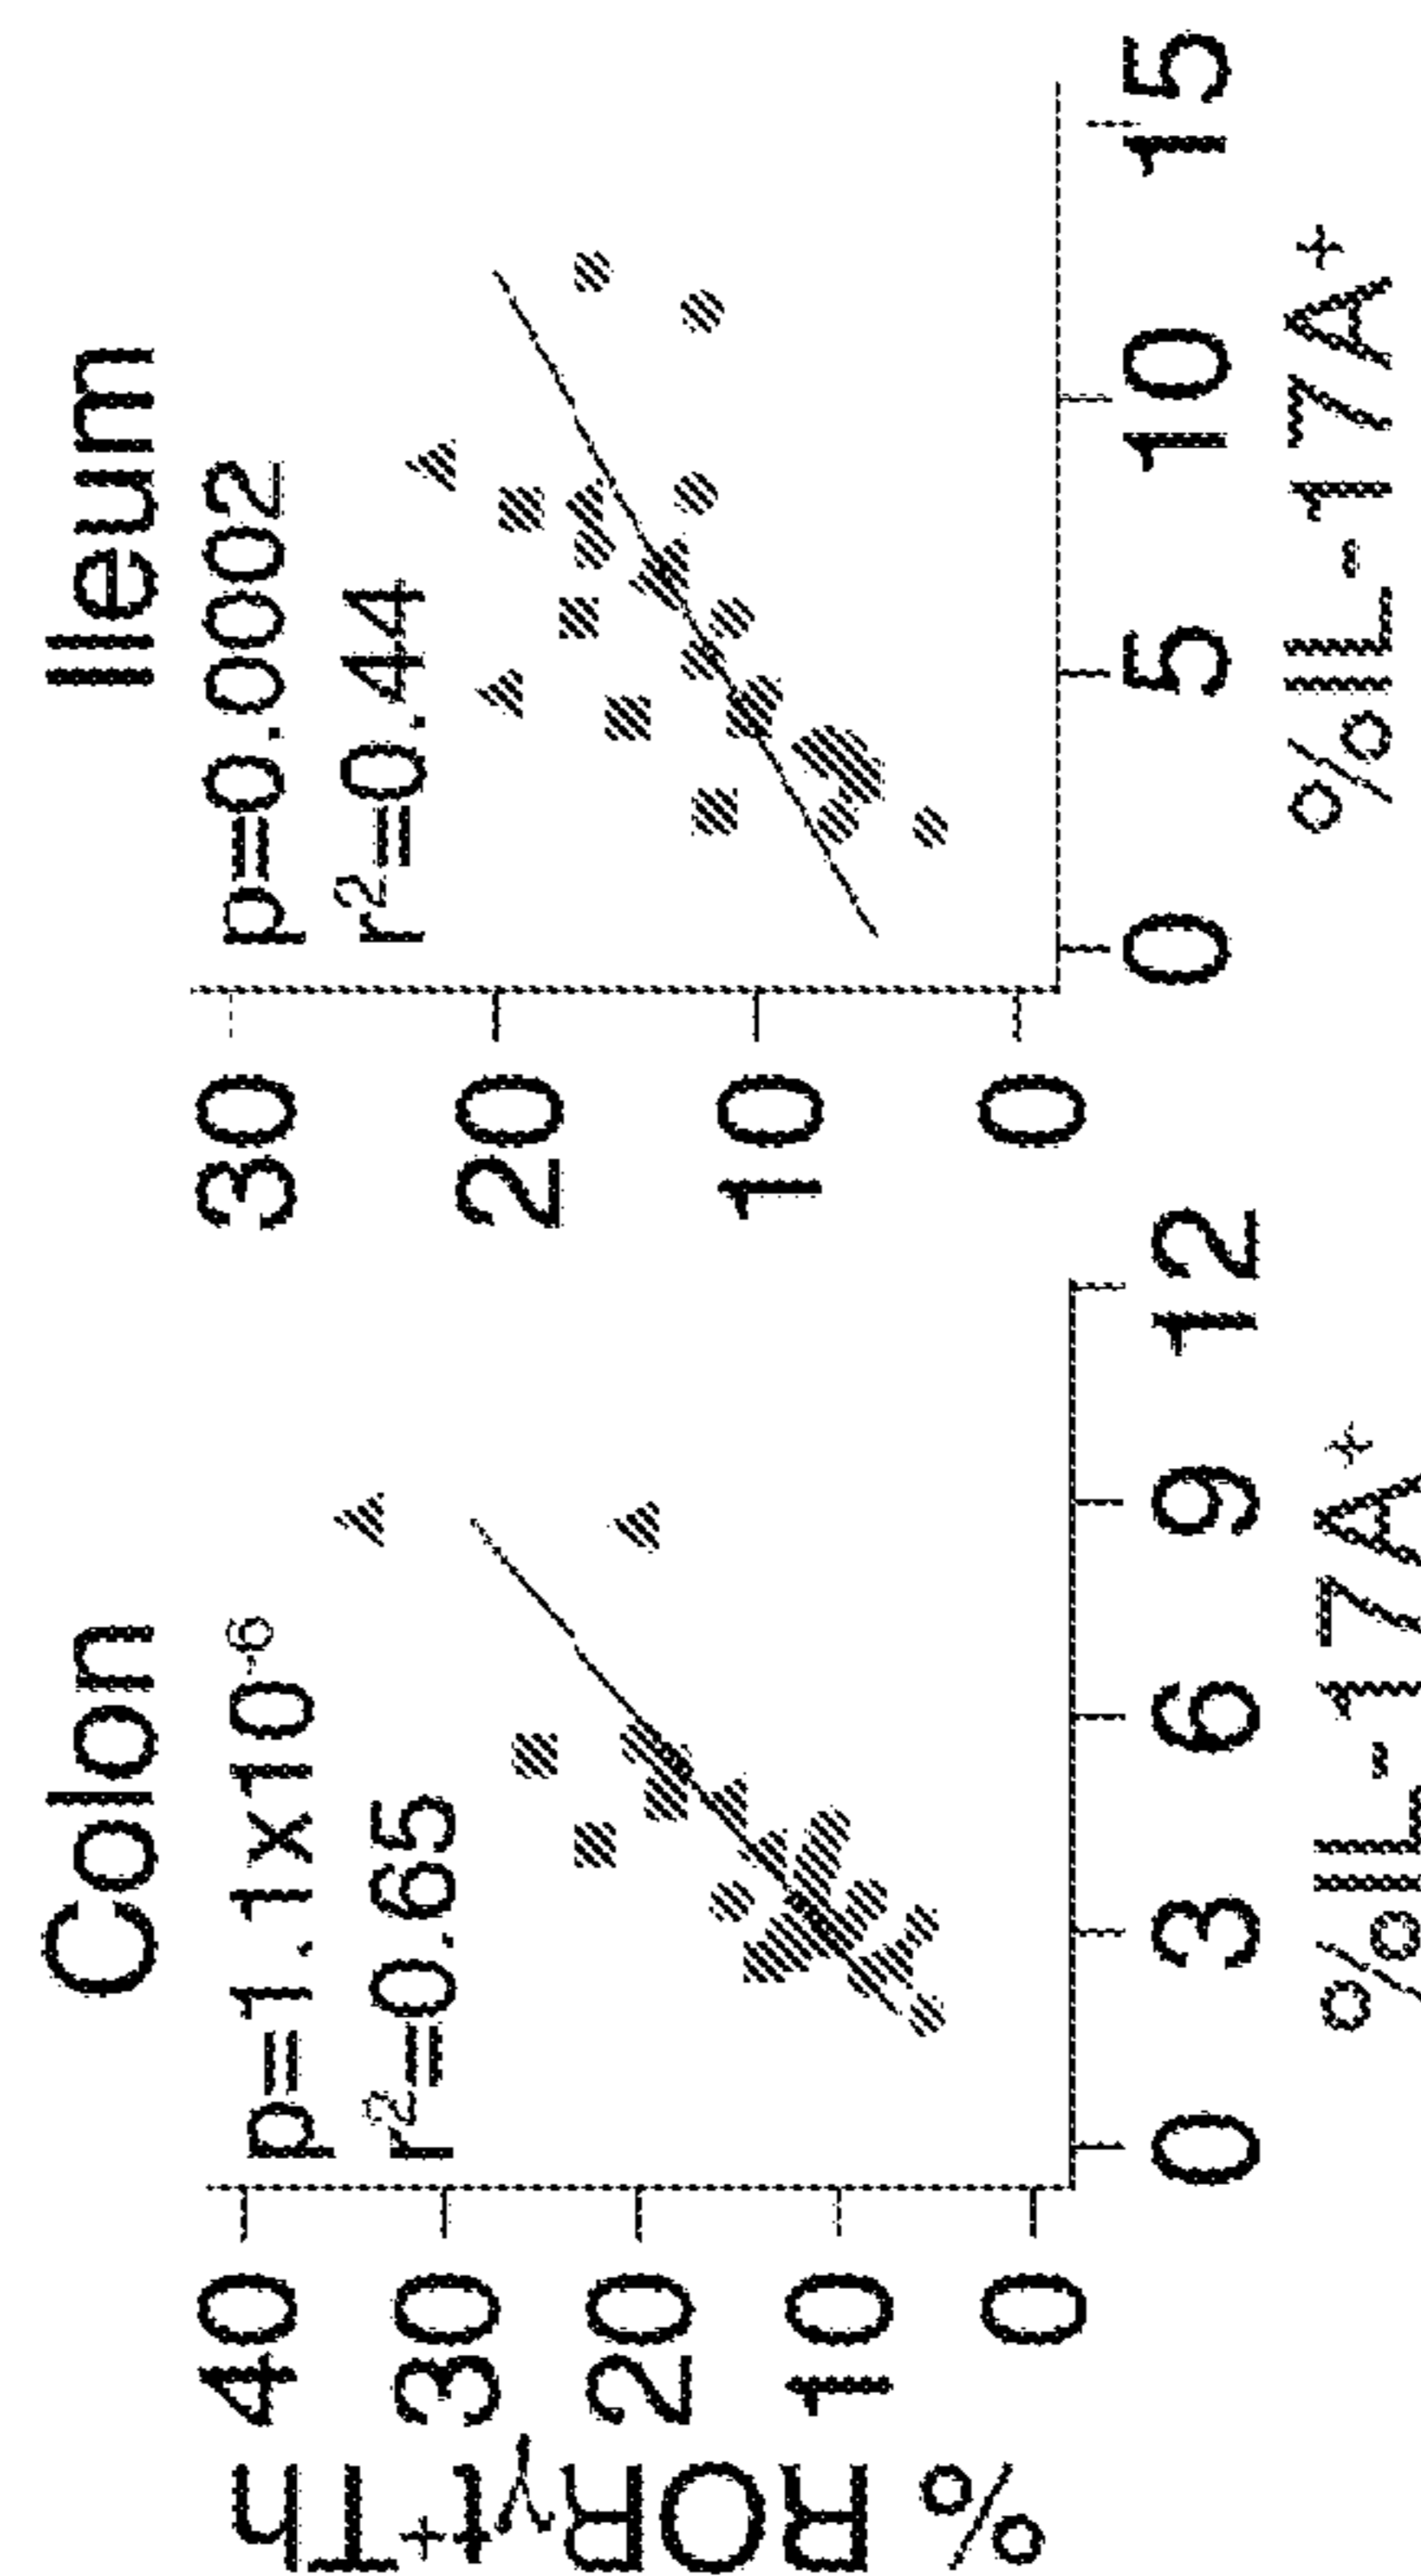 Colon
p=1.1x10⁻⁶
r²=0.65
% RORγt⁺Th
40
30
20
10
0
0 3 6 9 12
%IL-17A⁺
Ileum
p=0.0002
r²=0.44
30
20
10
0
0 5 10 15
%IL-17A⁺